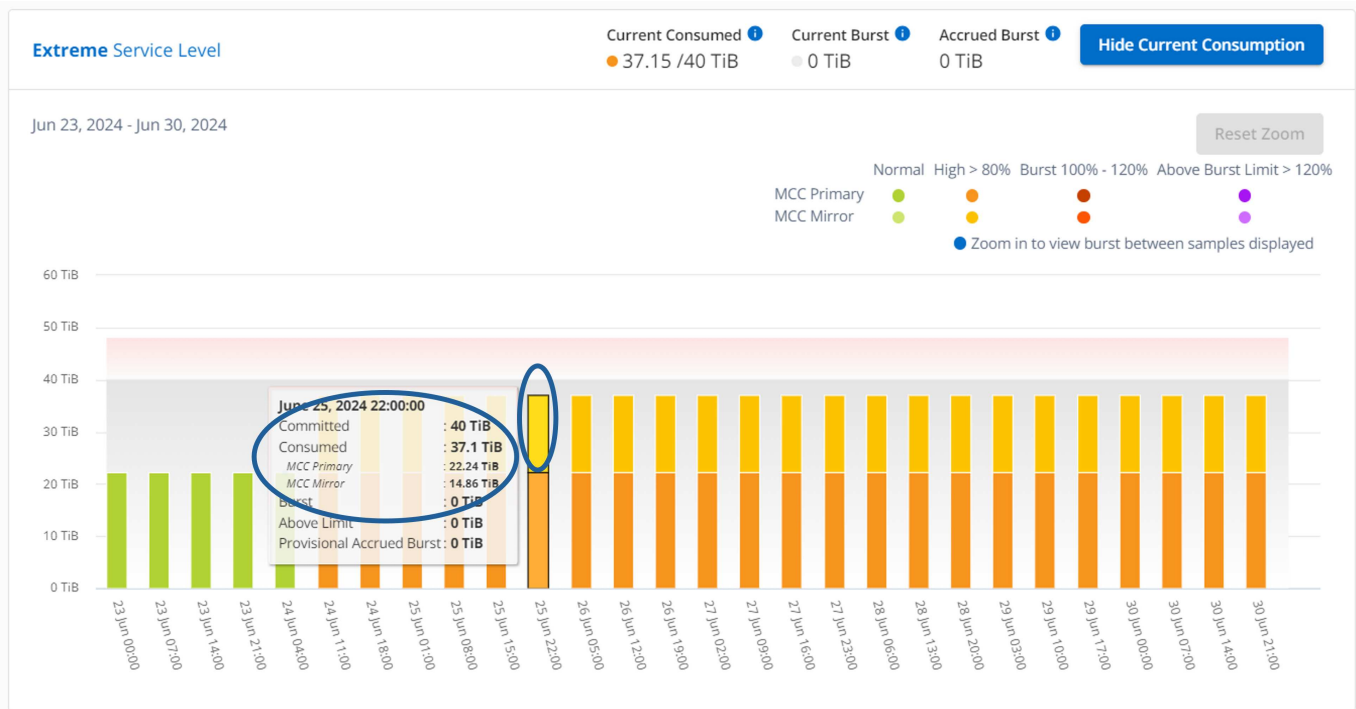 Extreme Service Level
Current Consumed
37.15 /40 TiB
Current Burst
0 TiB
Accrued Burst
0 TiB
Hide Current Consumption
Jun 23, 2024 - Jun 30, 2024
Reset Zoom
Normal High > 80% Burst 100% - 120% Above Burst Limit > 120%
MCC Primary
MCC Mirror
Zoom in to view burst between samples displayed
60 TiB
50 TiB
40 TiB
30 TiB
20 TiB
10 TiB
0 TiB
June 25, 2024 22:00:00
Committed : 40 TiB
Consumed : 37.1 TiB
MCC Primary : 22.24 TiB
MCC Mirror : 14.86 TiB
Burst : 0 TiB
Above Limit : 0 TiB
Provisional Accrued Burst : 0 TiB
23 Jun 00:00
23 Jun 07:00
23 Jun 14:00
23 Jun 21:00
24 Jun 04:00
24 Jun 11:00
24 Jun 18:00
25 Jun 01:00
25 Jun 08:00
25 Jun 15:00
25 Jun 22:00
26 Jun 05:00
26 Jun 12:00
26 Jun 19:00
27 Jun 02:00
27 Jun 09:00
27 Jun 16:00
27 Jun 23:00
28 Jun 06:00
28 Jun 13:00
28 Jun 20:00
29 Jun 03:00
29 Jun 10:00
29 Jun 17:00
30 Jun 00:00
30 Jun 07:00
30 Jun 14:00
30 Jun 21:00